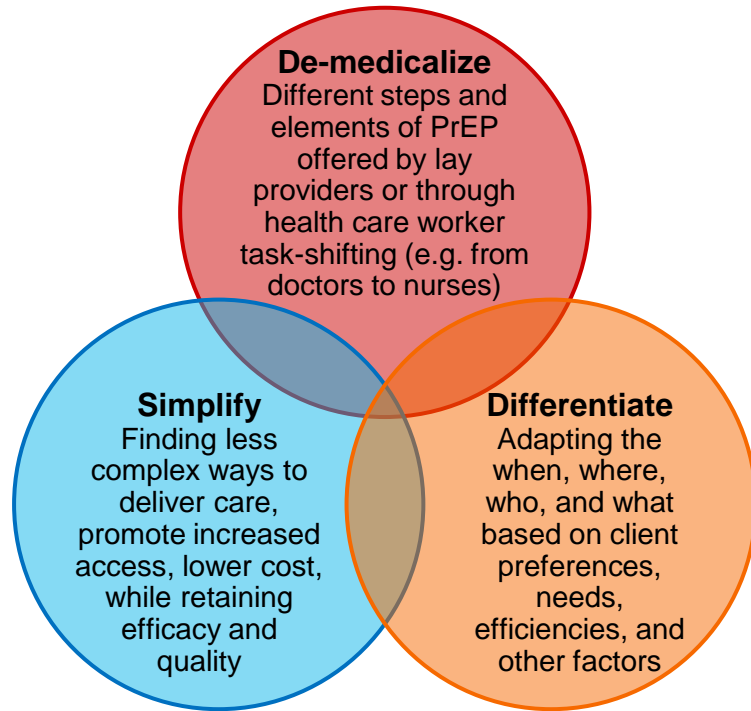 De-medicalize
Different steps and
elements of PrEP
offered by lay
providers or through
health care worker
task-shifting (e.g. from
doctors to nurses)
Simplify
Finding less
complex ways to
deliver care,
promote increased
access, lower cost,
while retaining
efficacy and
quality
Differentiate
Adapting the
when, where,
who, and what
based on client
preferences,
needs,
efficiencies, and
other factors